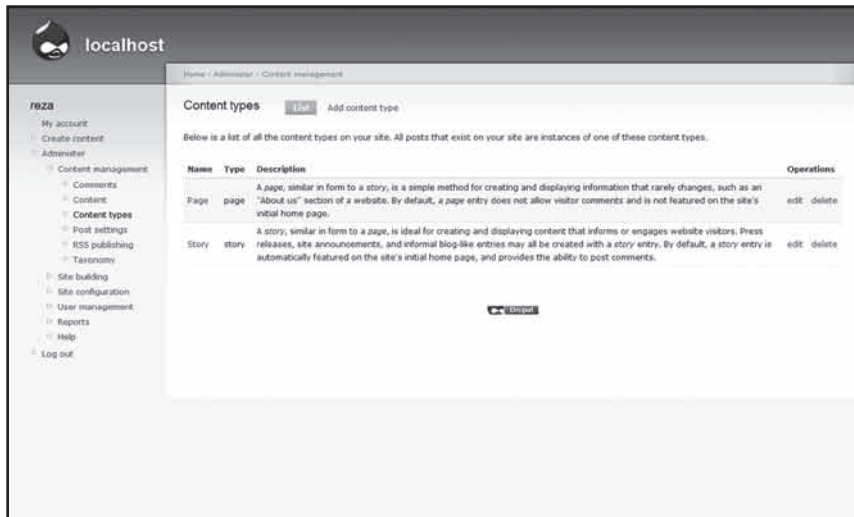 localhost
Home › Administer › Content management
reza
My account
Create content
Administer
Content management
Comments
Content
Content types
Post settings
RSS publishing
Taxonomy
Site building
Site configuration
User management
Reports
Help
Log out
Content types List Add content type
Below is a list of all the content types on your site. All posts that exist on your site are instances of one of these content types.
Name Type Description Operations
Page page A page, similar in form to a story, is a simple method for creating and displaying information that rarely changes, such as an
"About us" section of a website. By default, a page entry does not allow visitor comments and is not featured on the site's
initial home page.
edit delete
Story story A story, similar in form to a page, is ideal for creating and displaying content that informs or engages website visitors. Press
releases, site announcements, and informal blog-like entries may all be created with a story entry. By default, a story entry is
automatically featured on the site's initial home page, and provides the ability to post comments.
edit delete
Drupal